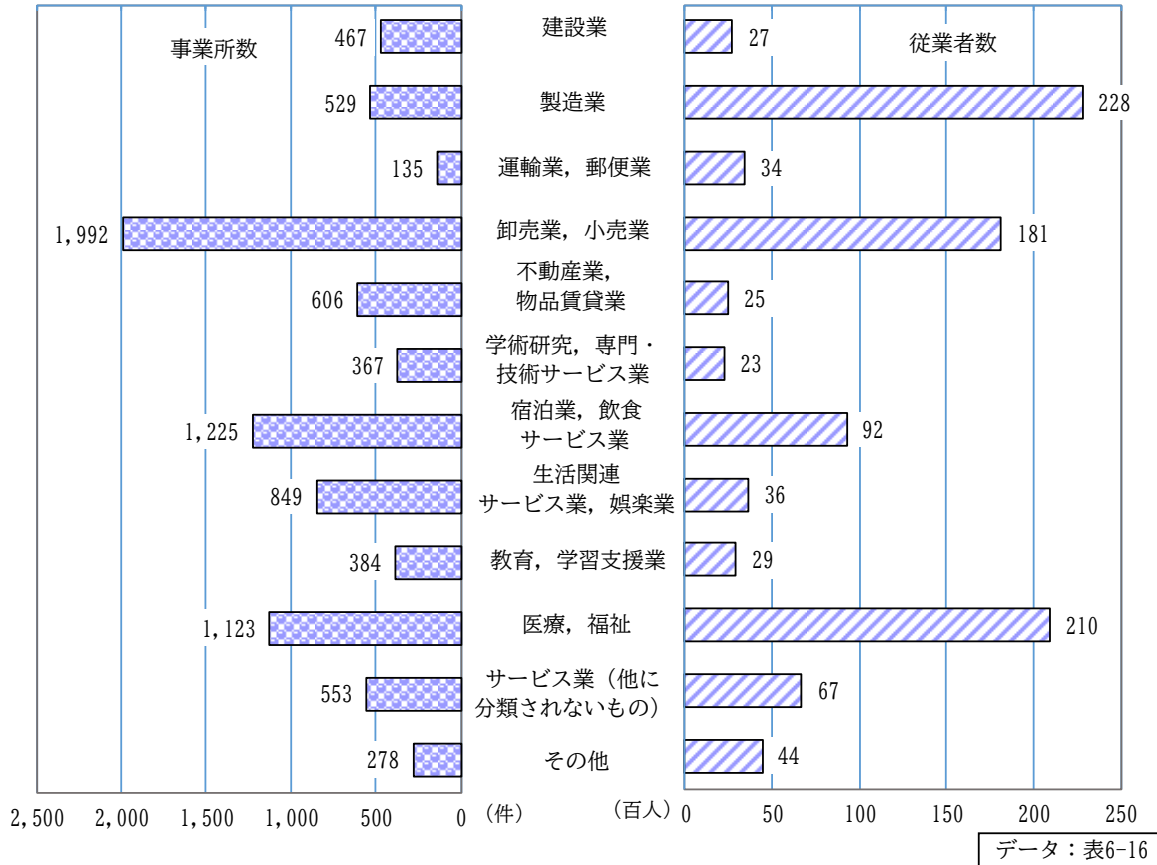 事業所数
従業者数
467
建設業
27
529
製造業
228
135
運輸業，郵便業
34
1,992
卸売業，小売業
181
606
不動産業，
物品賃貸業
25
367
学術研究，専門・
技術サービス業
23
1,225
宿泊業，飲食
サービス業
92
849
生活関連
サービス業，娯楽業
36
384
教育，学習支援業
29
1,123
医療，福祉
210
553
サービス業（他に
分類されないもの）
67
278
その他
44
2,500 2,000 1,500 1,000 500 0 （件）
（百人） 0 50 100 150 200 250
データ：表6-16